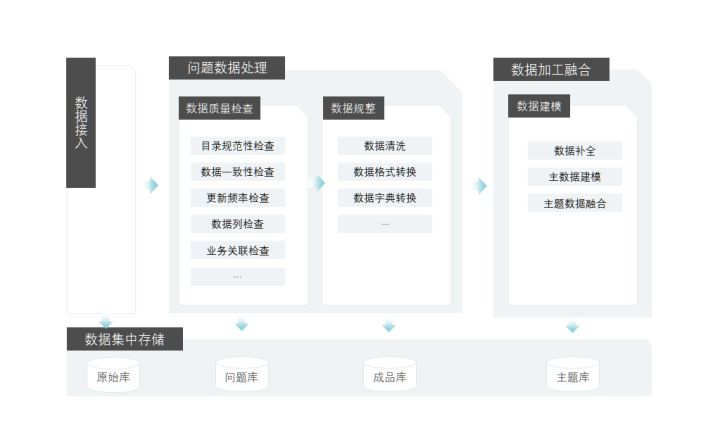 数据接入
问题数据处理
数据质量检查
目录规范性检查
数据一致性检查
更新频率检查
数据列检查
业务关联检查
...
数据规整
数据清洗
数据格式转换
数据字典转换
...
数据加工融合
数据建模
数据补全
主数据建模
主题数据融合
数据集中存储
原始库
问题库
成品库
主题库